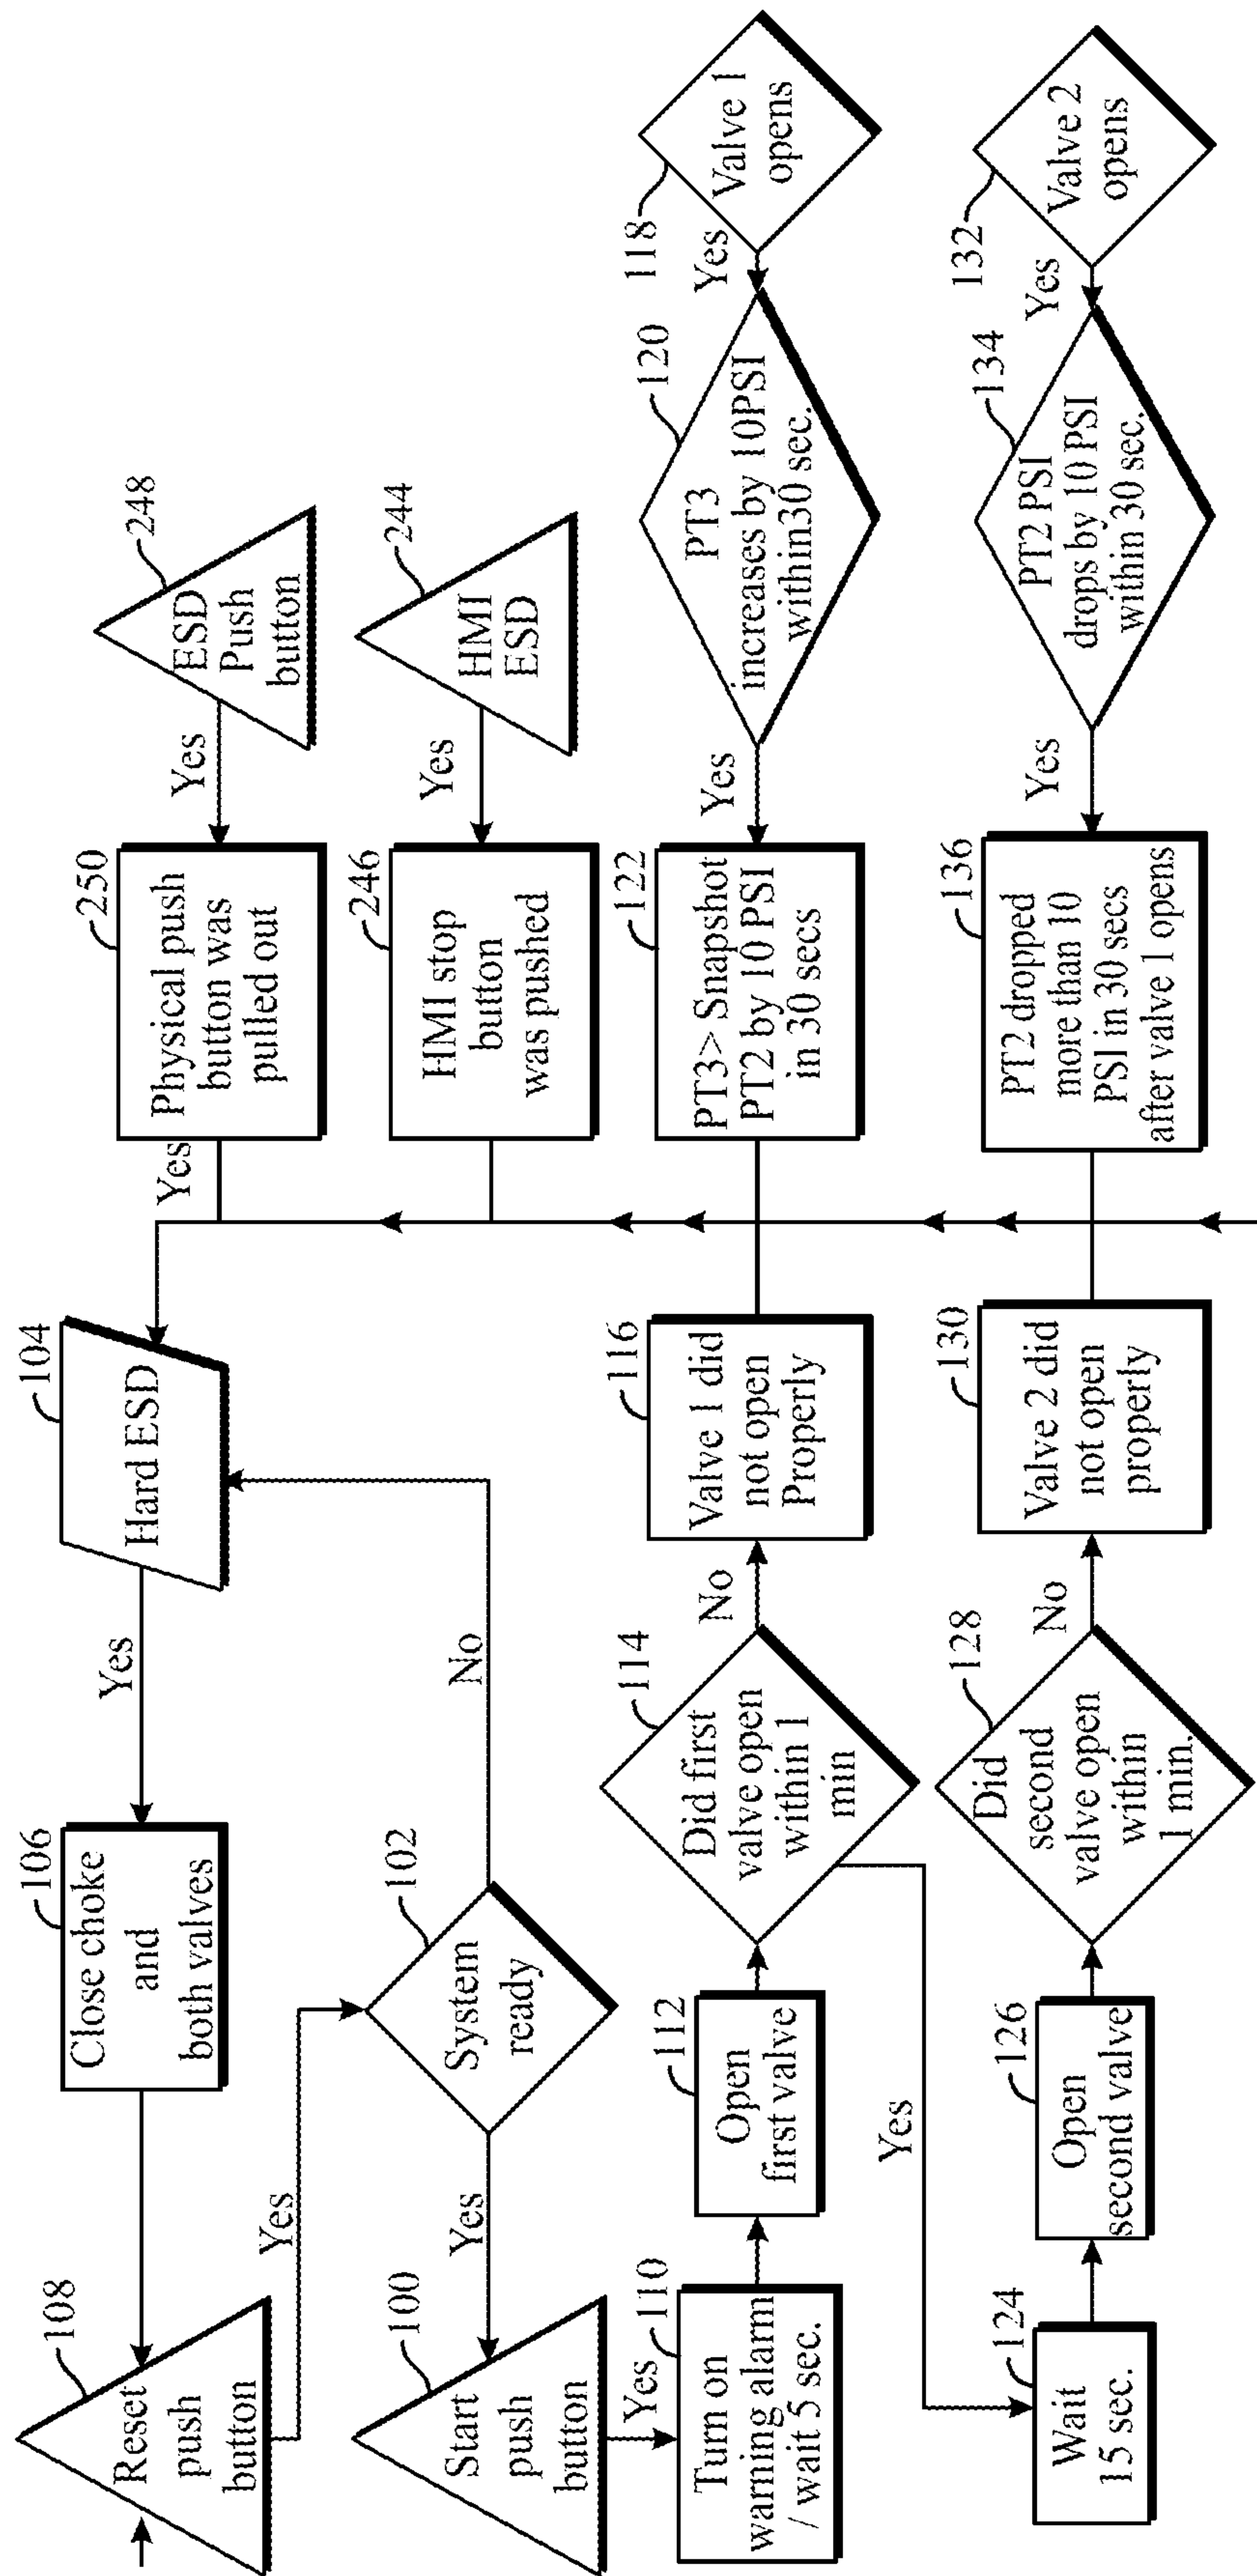 108
Reset
push
button
Yes
106
Close choke
and
both valves
Yes
104
Hard ESD
Yes
250
Physical push
button was
pulled out
Yes
248
ESD
Push
button
100
Start
push
button
Yes
102
System
ready
No
246
HMI stop
button
was pushed
Yes
244
HMI
ESD
Yes
110
Turn on
warning alarm
/ wait 5 sec.
112
Open
first valve
114
Did first
valve open
within 1
min
No
116
Valve 1 did
not open
Properly
122
PT3> Snapshot
PT2 by 10 PSI
in 30 secs
Yes
120
PT3
increases by 10PSI
within30 sec.
Yes
118
Valve 1
opens
Yes
124
Wait
15 sec.
126
Open
second valve
128
Did
second
valve open
within
1 min.
No
130
Valve 2 did
not open
properly
136
PT2 dropped
more than 10
PSI in 30 secs
after valve 1 opens
Yes
134
PT2 PSI
drops by 10 PSI
within 30 sec.
Yes
132
Valve 2
opens